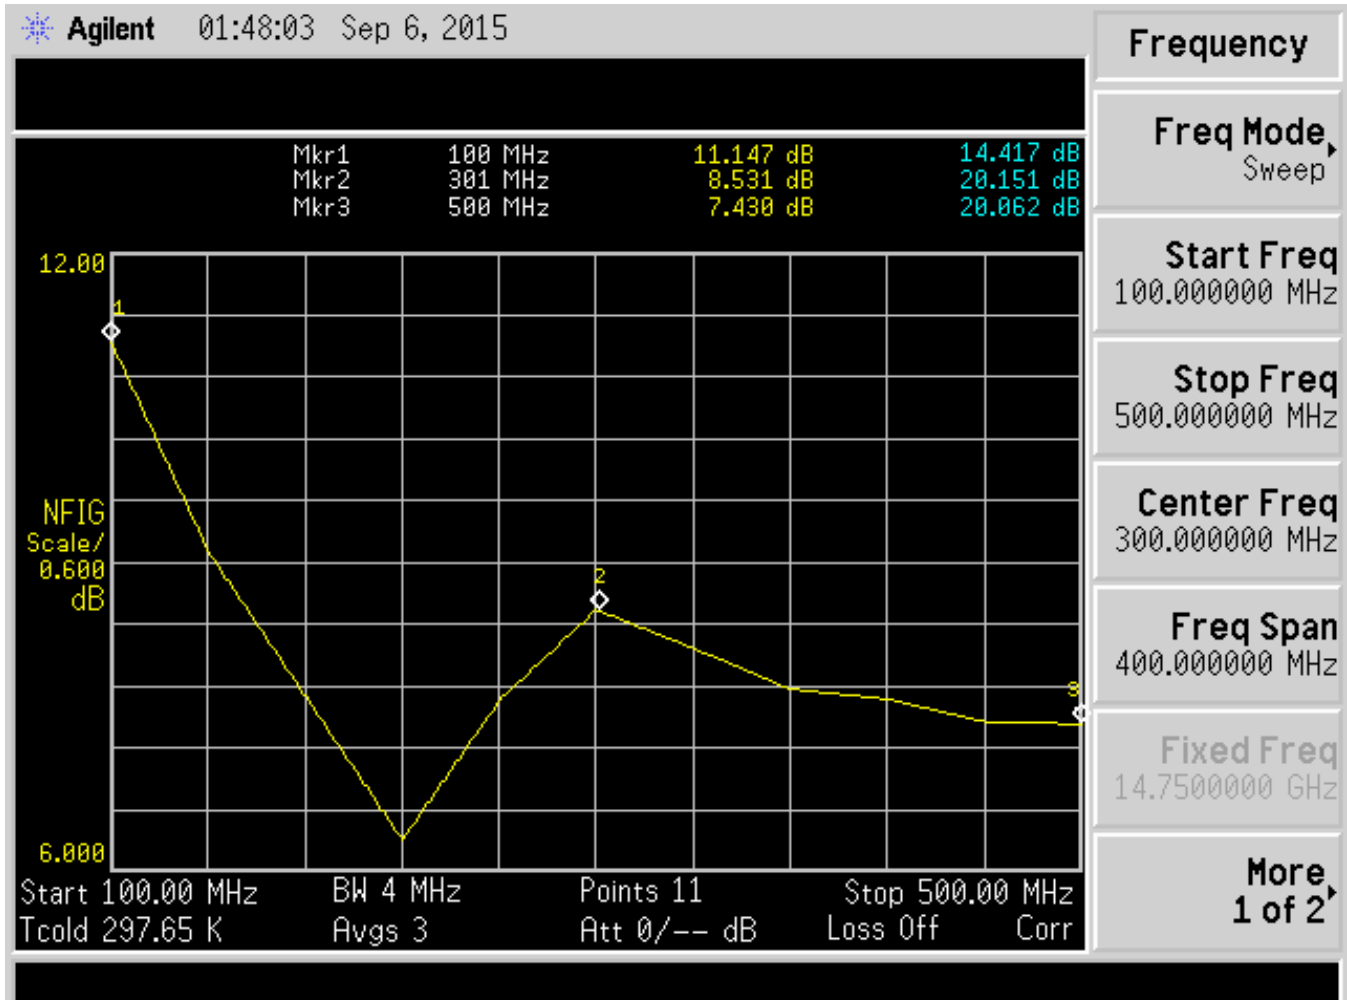 Agilent 01:48:03 Sep 6, 2015
Mkr1 100 MHz 11.147 dB 14.417 dB
Mkr2 301 MHz 8.531 dB 20.151 dB
Mkr3 500 MHz 7.430 dB 20.062 dB
12.00
1
NFIG
Scale/
0.600
dB
2
3
6.000
Start 100.00 MHz BW 4 MHz Points 11 Stop 500.00 MHz
Tcold 297.65 K Avgs 3 Att 0/-- dB Loss Off Corr
Frequency
Freq Mode
Sweep
Start Freq
100.000000 MHz
Stop Freq
500.000000 MHz
Center Freq
300.000000 MHz
Freq Span
400.000000 MHz
Fixed Freq
14.7500000 GHz
More
1 of 2